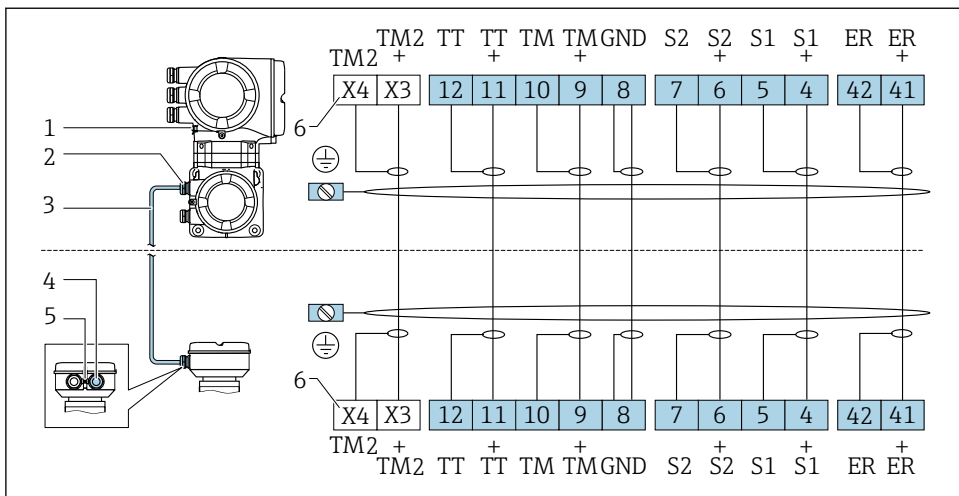 TM2 TT TT TM TM GND S2 S2 S1 S1 ER ER
TM2 + + + + + +
X4 X3 12 11 10 9 8 7 6 5 4 42 41
1
6
2
3
4
5
6
X4 X3 12 11 10 9 8 7 6 5 4 42 41
TM2 + + + + + +
TM2 TT TT TM TM GND S2 S2 S1 S1 ER ER